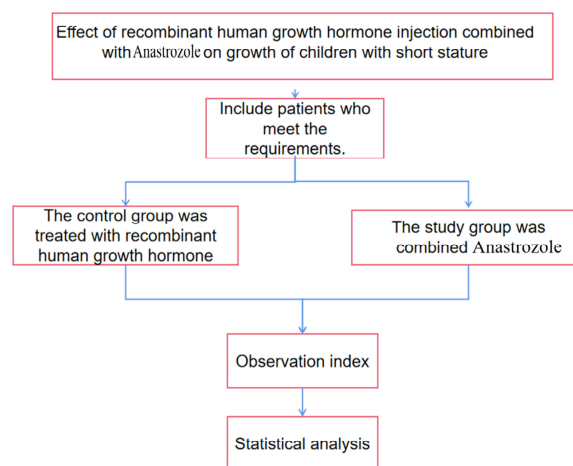 Effect of recombinant human growth hormone injection combined
with Anastrozole on growth of children with short stature
Include patients who
meet the
requirements.
The control group was
treated with recombinant
human growth hormone
The study group was
combined Anastrozole
Observation index
Statistical analysis